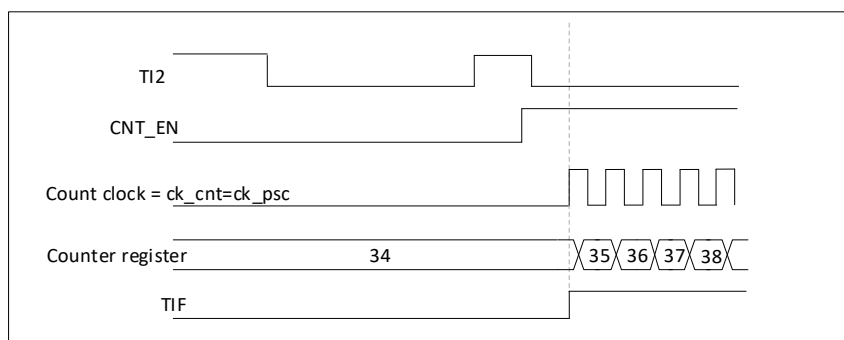 TI2
CNT_EN
Count clock = ck_cnt=ck_psc
Counter register 34 35 36 37 38
TIF